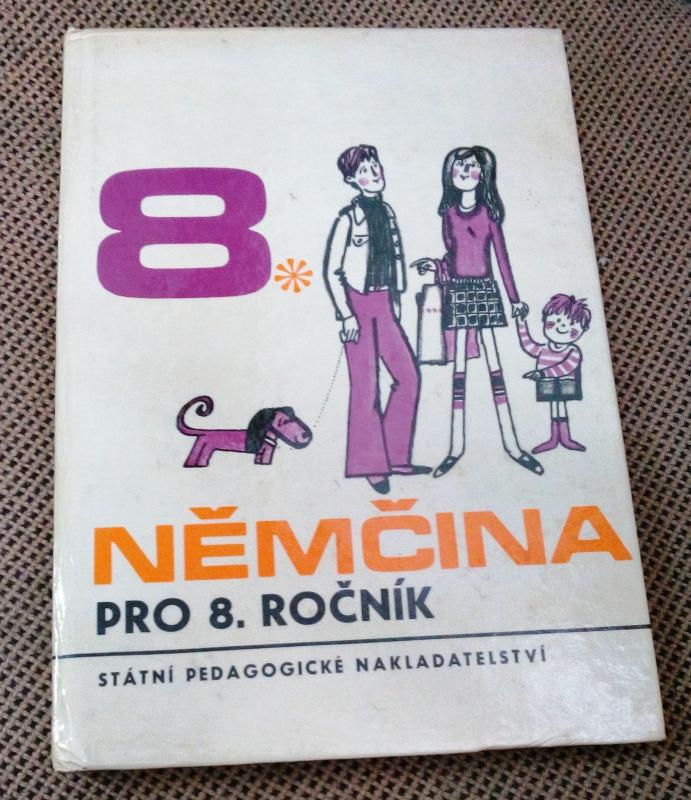 8.*
NĚMČINA
PRO 8. ROČNÍK
STÁTNÍ PEDAGOGICKÉ NAKLADATELSTVÍ